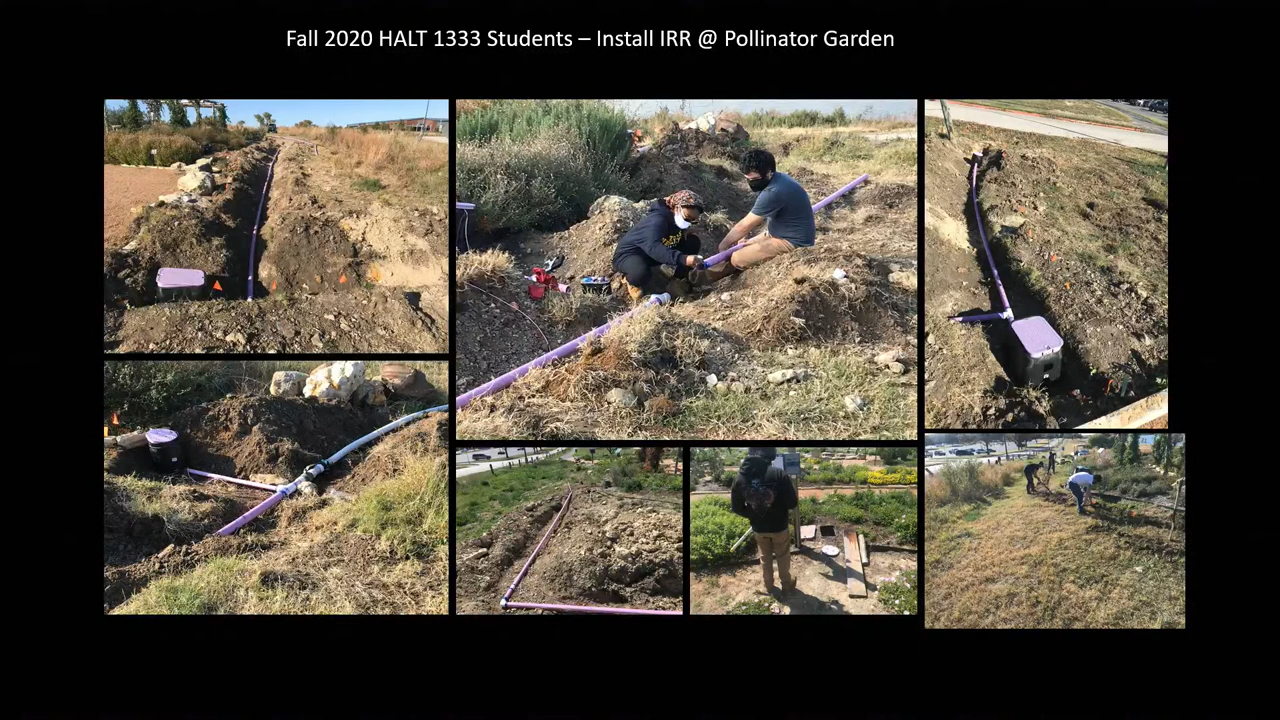 Fall 2020 HALT 1333 Students – Install IRR @ Pollinator Garden